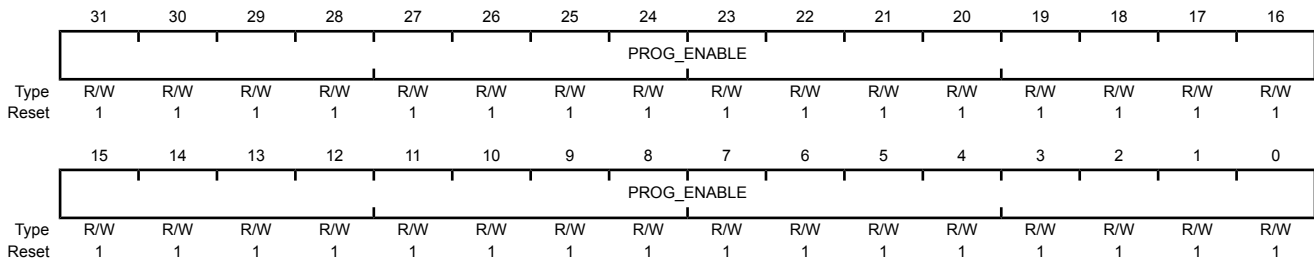 31 30 29 28 27 26 25 24 23 22 21 20 19 18 17 16
PROG_ENABLE
Type R/W R/W R/W R/W R/W R/W R/W R/W R/W R/W R/W R/W R/W R/W R/W R/W
Reset 1 1 1 1 1 1 1 1 1 1 1 1 1 1 1 1
15 14 13 12 11 10 9 8 7 6 5 4 3 2 1 0
PROG_ENABLE
Type R/W R/W R/W R/W R/W R/W R/W R/W R/W R/W R/W R/W R/W R/W R/W R/W
Reset 1 1 1 1 1 1 1 1 1 1 1 1 1 1 1 1